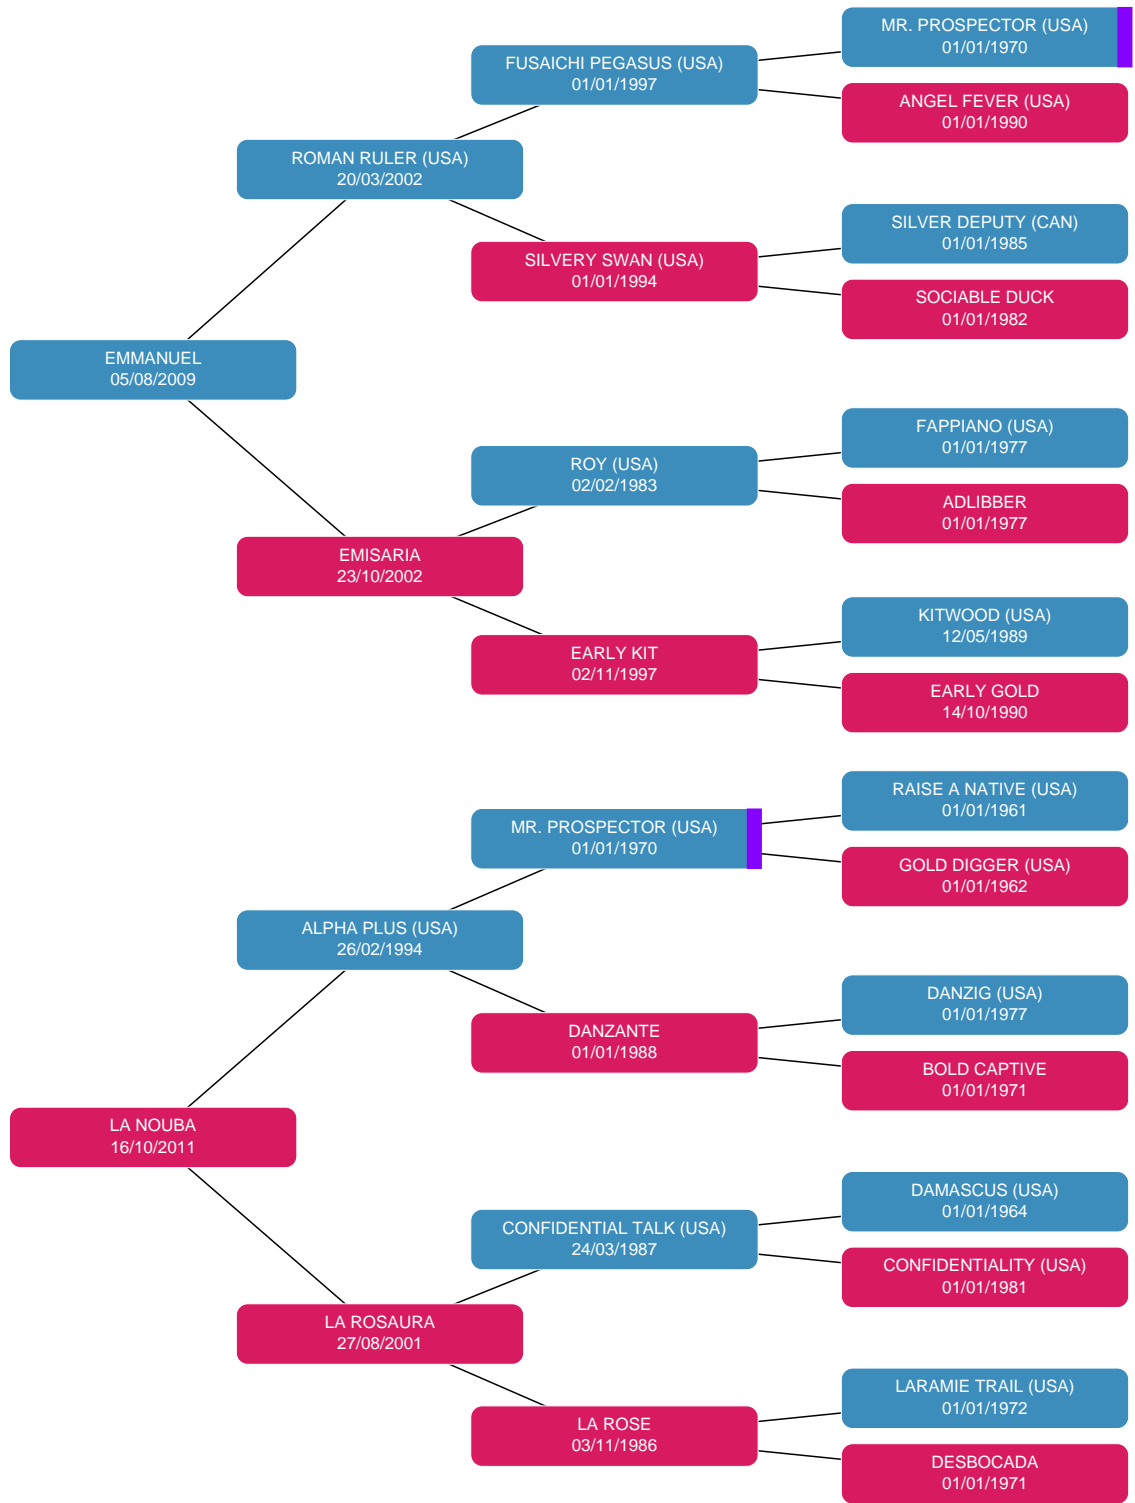 MR. PROSPECTOR (USA)
01/01/1970
FUSAICHI PEGASUS (USA)
01/01/1997
ANGEL FEVER (USA)
01/01/1990
ROMAN RULER (USA)
20/03/2002
SILVER DEPUTY (CAN)
01/01/1985
SILVERY SWAN (USA)
01/01/1994
SOCIABLE DUCK
01/01/1982
EMMANUEL
05/08/2009
FAPPIANO (USA)
01/01/1977
ROY (USA)
02/02/1983
ADLIBBER
01/01/1977
EMISARIA
23/10/2002
KITWOOD (USA)
12/05/1989
EARLY KIT
02/11/1997
EARLY GOLD
14/10/1990
RAISE A NATIVE (USA)
01/01/1961
MR. PROSPECTOR (USA)
01/01/1970
GOLD DIGGER (USA)
01/01/1962
ALPHA PLUS (USA)
26/02/1994
DANZIG (USA)
01/01/1977
DANZANTE
01/01/1988
BOLD CAPTIVE
01/01/1971
LA NOUBA
16/10/2011
DAMASCUS (USA)
01/01/1964
CONFIDENTIAL TALK (USA)
24/03/1987
CONFIDENTIALITY (USA)
01/01/1981
LA ROSAURA
27/08/2001
LARAMIE TRAIL (USA)
01/01/1972
LA ROSE
03/11/1986
DESBOCADA
01/01/1971